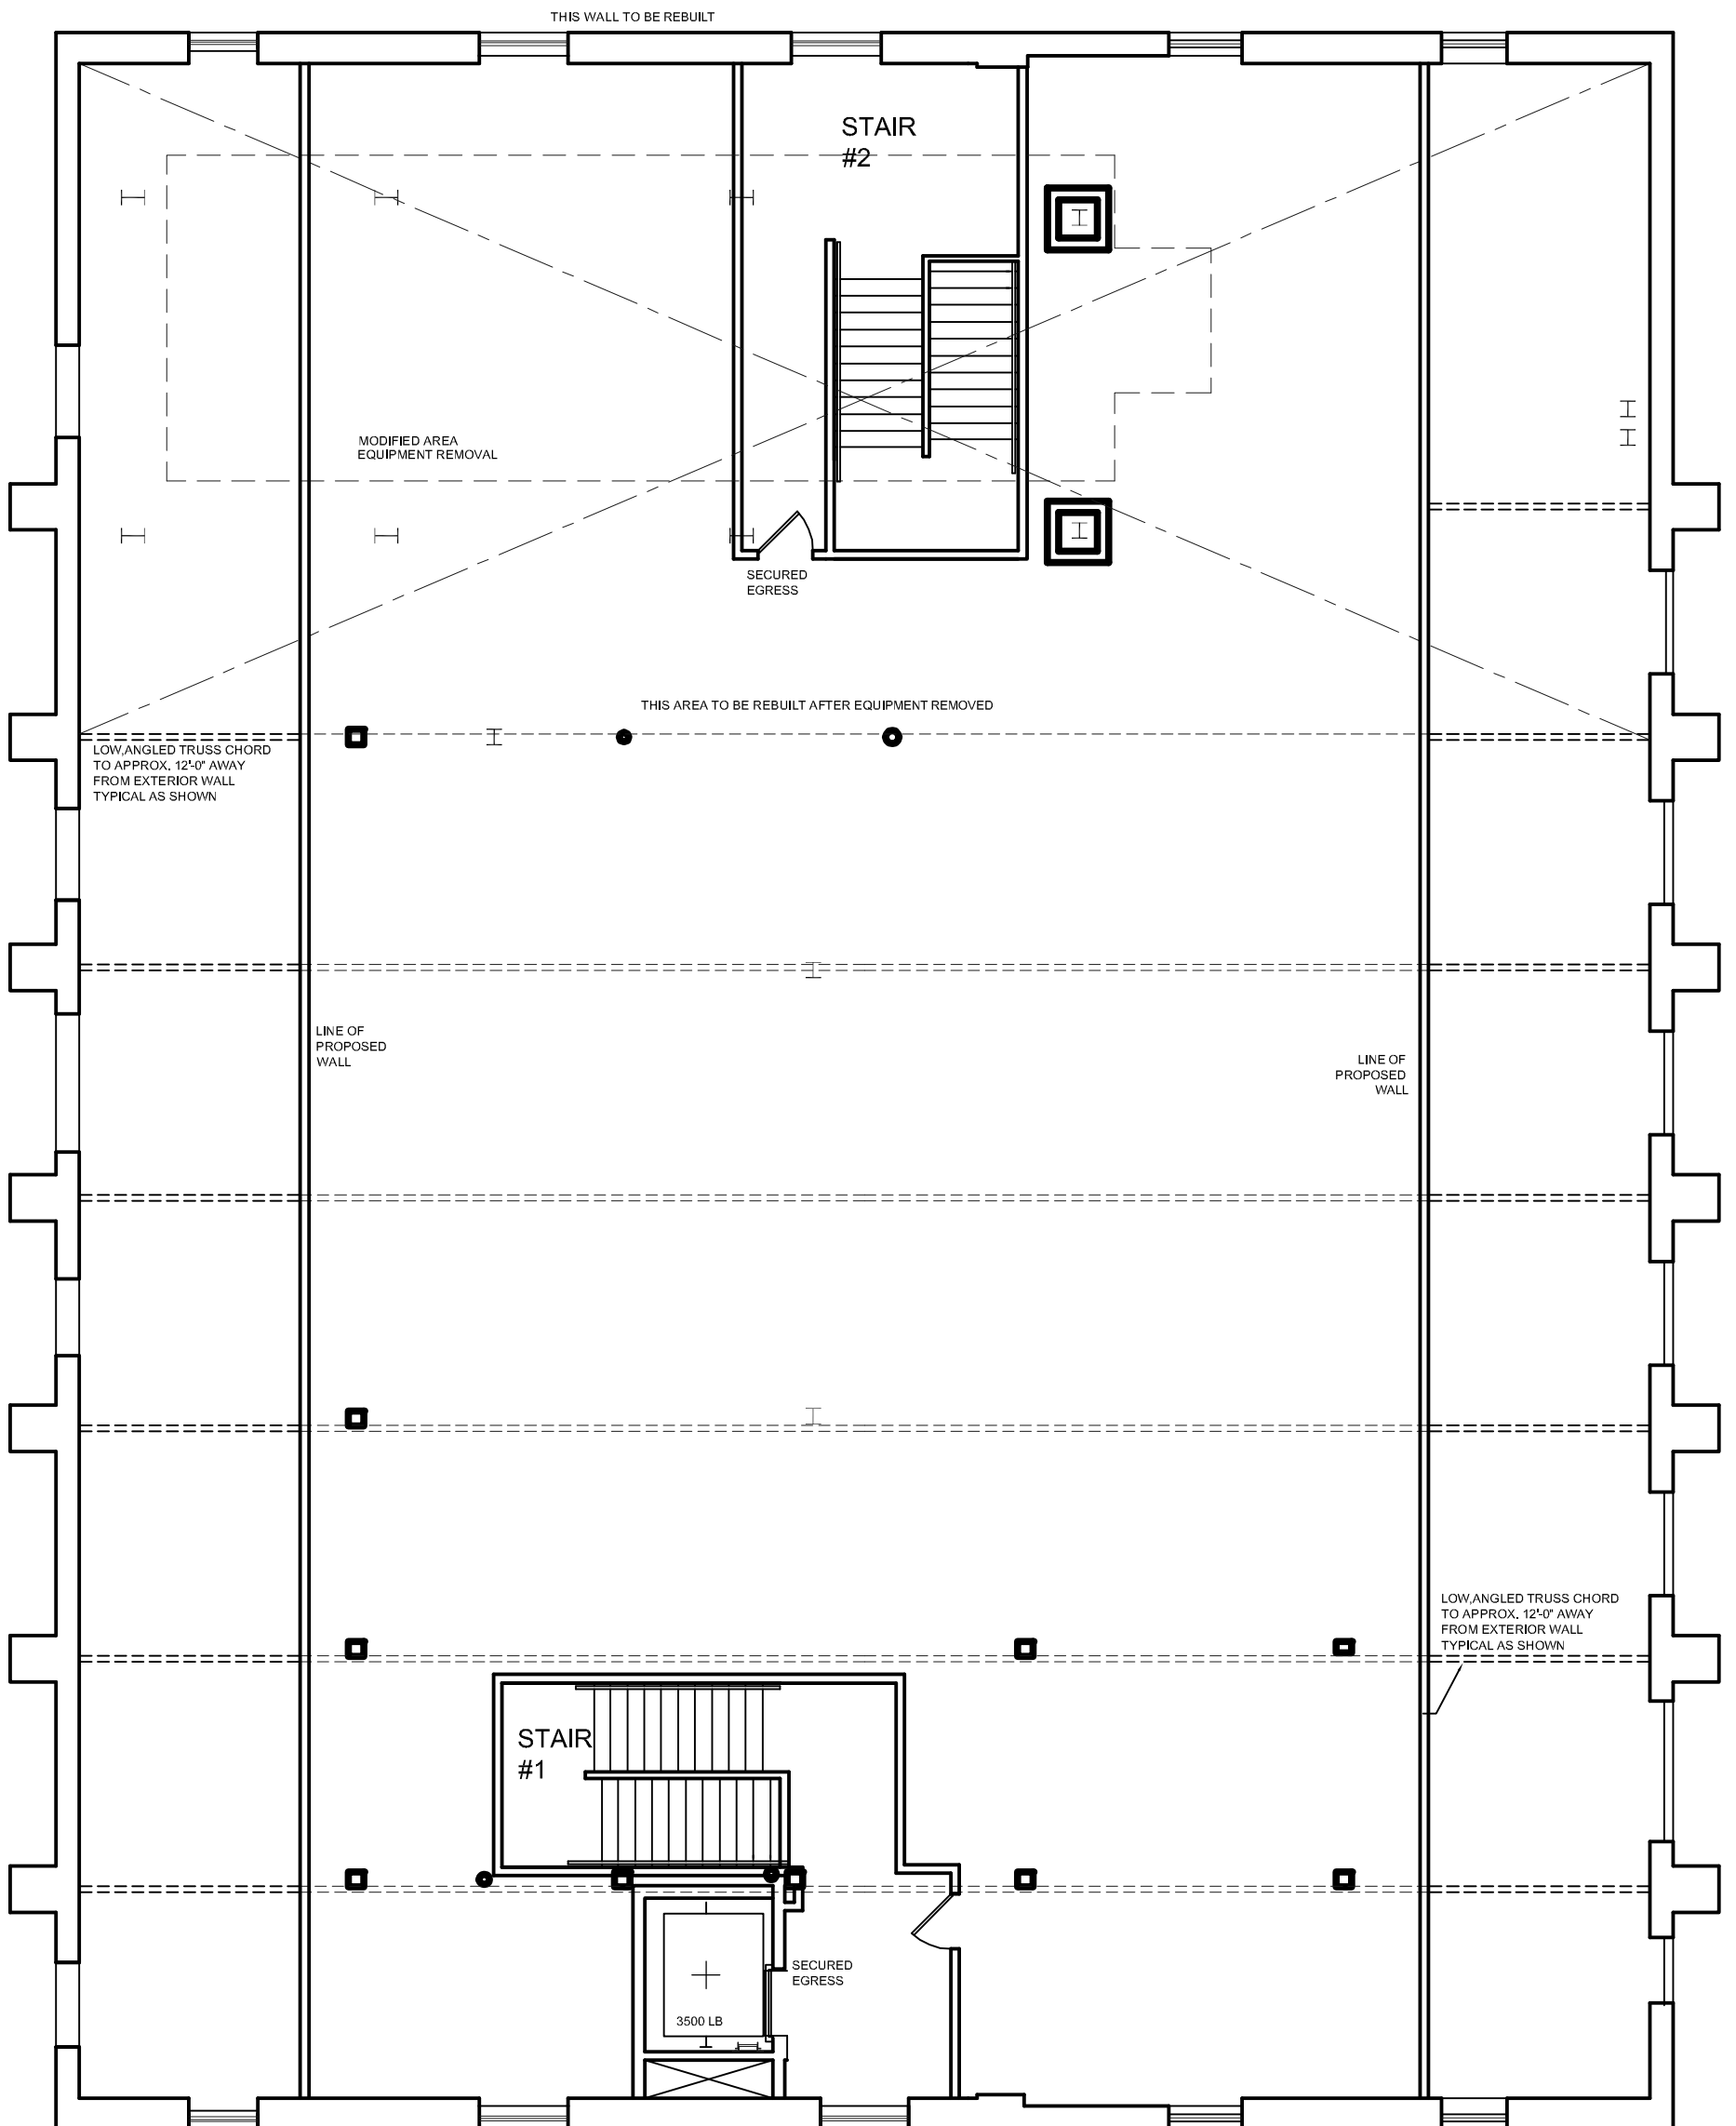 THIS WALL TO BE REBUILT
STAIR
#2
MODIFIED AREA
EQUIPMENT REMOVAL
SECURED
EGRESS
THIS AREA TO BE REBUILT AFTER EQUIPMENT REMOVED
LOW,ANGLED TRUSS CHORD
TO APPROX. 12'-0" AWAY
FROM EXTERIOR WALL
TYPICAL AS SHOWN
LINE OF
PROPOSED
WALL
LINE OF
PROPOSED
WALL
LOW,ANGLED TRUSS CHORD
TO APPROX. 12'-0" AWAY
FROM EXTERIOR WALL
TYPICAL AS SHOWN
STAIR
#1
SECURED
EGRESS
3500 LB